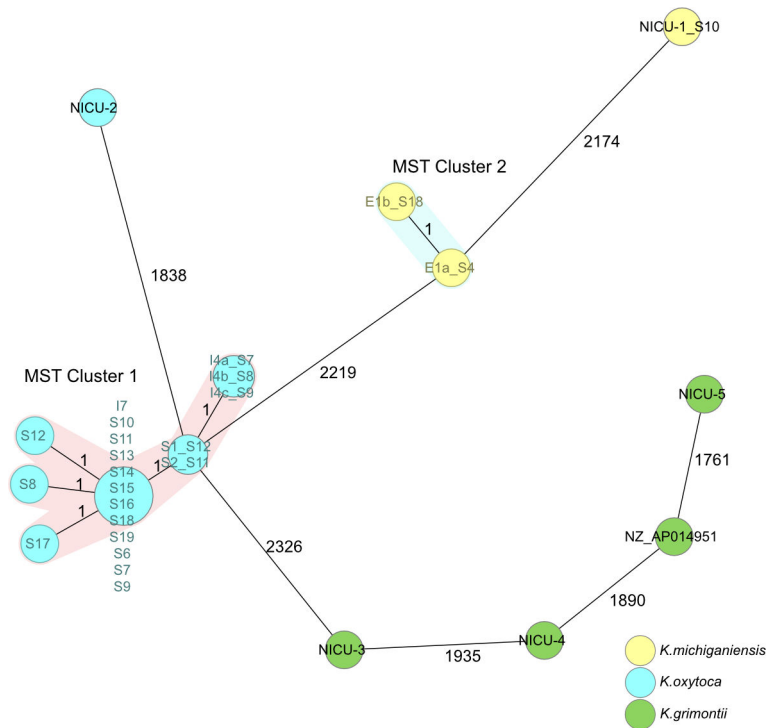 NICU-1_S10
NICU-2
2174
MST Cluster 2
E1b_S18
1
E1a_S4
1838
2219
MST Cluster 1
I4a_S7
I4b_S8
I4c_S9
1
NICU-5
I7
S10
S11
S13
S14
S15
S16
S18
S19
S6
S7
S9
S12
1
S8
1
S17
1
1
S1_S12
S2_S11
1761
2326
NZ_AP014951
1890
NICU-3
1935
NICU-4
K.michiganiensis
K.oxytoca
K.grimontii